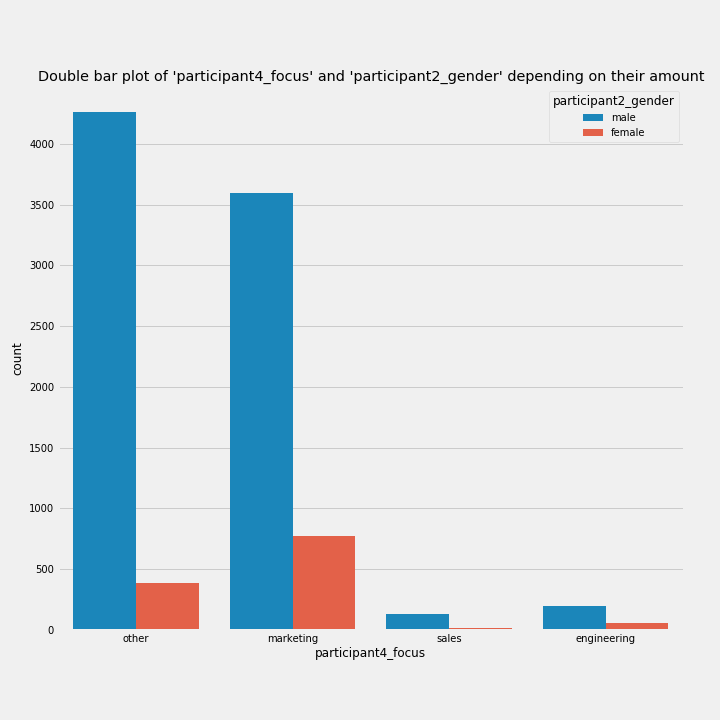 Double bar plot of 'participant4_focus' and 'participant2_gender' depending on their amount
participant2_gender
male
female
4000
3500
3000
2500
2000
1500
1000
500
0
count
other marketing sales engineering
participant4_focus